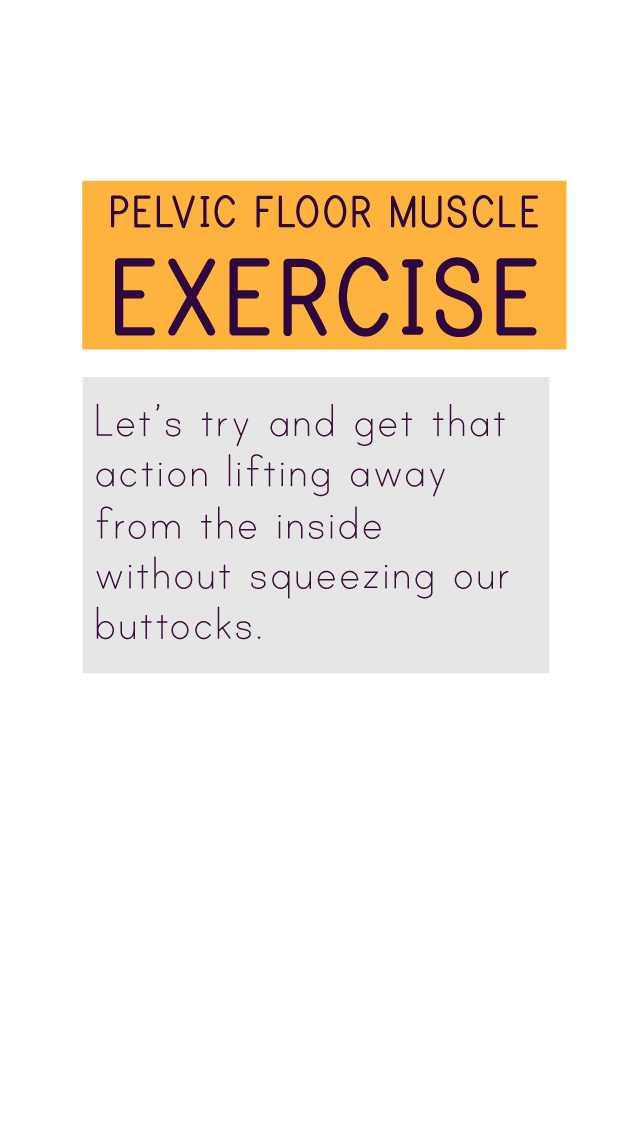 PELVIC FLOOR MUSCLE
EXERCISE
Let's try and get that
action lifting away
from the inside
without squeezing our
buttocks.